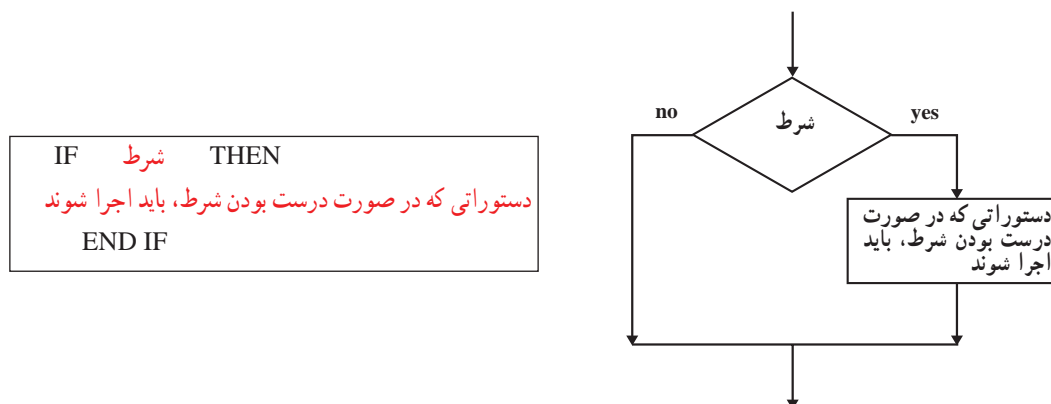 IF شرط THEN
دستوراتی که در صورت درست بودن شرط، باید اجرا شوند
END IF
شرط
no
yes
دستوراتی که در صورت
درست بودن شرط، باید
اجرا شوند